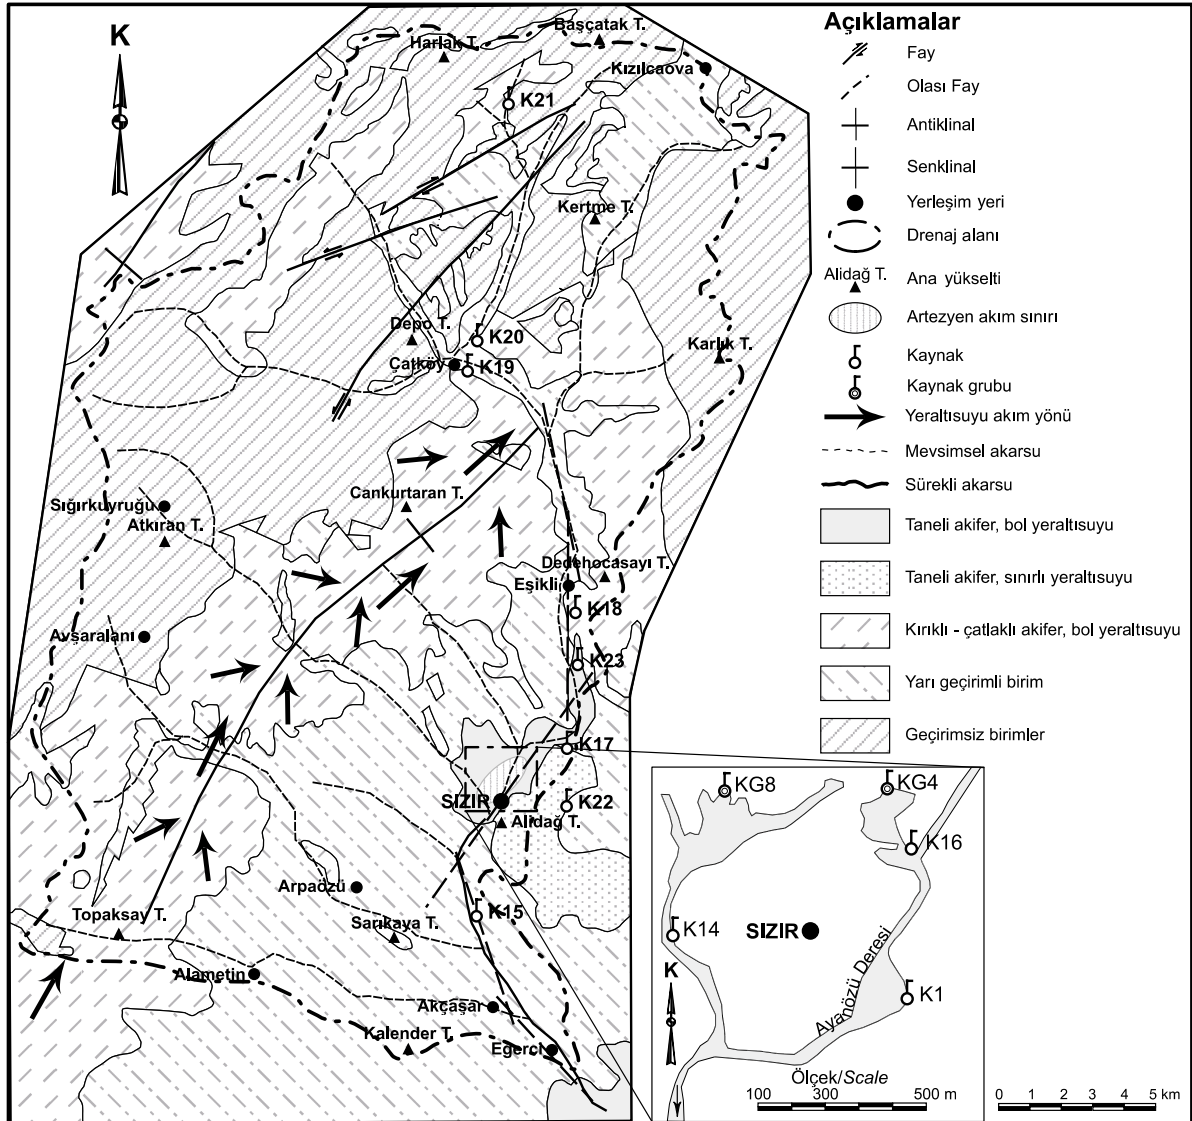 K
Harlak T.
Başçatak T.
Kızılcaova
K21
Kertme T.
Depo T.
K20
Çatköy
K19
Karlık T.
Cankurtaran T.
Sığırkuyruğu
Atkıran T.
Dedehocasayı T.
Eşikli
K18
Avşaralanı
K23
K17
SIZIR
K22
Alidağ T.
Arpaözü
Topaksay T.
Sarıkaya T.
K15
Alametin
Akçaşar
Kalender T.
Eğerci
Açıklamalar
Fay
Olası Fay
Antiklinal
Senklinal
Yerleşim yeri
Drenaj alanı
Alidağ T.
Ana yükselti
Artezyen akım sınırı
Kaynak
Kaynak grubu
Yeraltısuyu akım yönü
Mevsimsel akarsu
Sürekli akarsu
Taneli akifer, bol yeraltısuyu
Taneli akifer, sınırlı yeraltısuyu
Kırıklı - çatlaklı akifer, bol yeraltısuyu
Yarı geçirimli birim
Geçirimsiz birimler
KG8
KG4
K16
K14
SIZIR
K
Ayanözü Deresi
K1
Ölçek/Scale
100 300 500 m
0 1 2 3 4 5 km